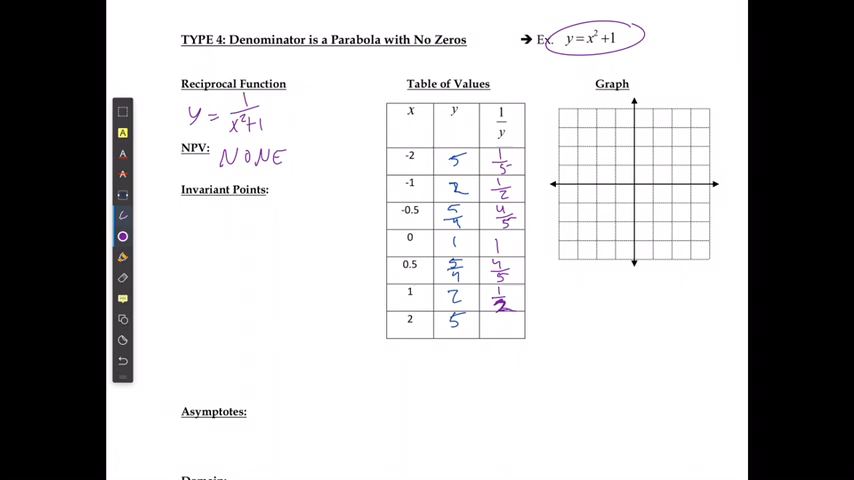 TYPE 4: Denominator is a Parabola with No Zeros
➔ Ex. y = x² + 1
Reciprocal Function
Table of Values
Graph
y = 1/(x²+1)
NPV: NONE
Invariant Points:
x y 1/y
-2 5 1/5
-1 2 1/2
-0.5 5/4 4/5
0 1 1
0.5 5/4 4/5
1 2 1/2
2 5
Asymptotes: